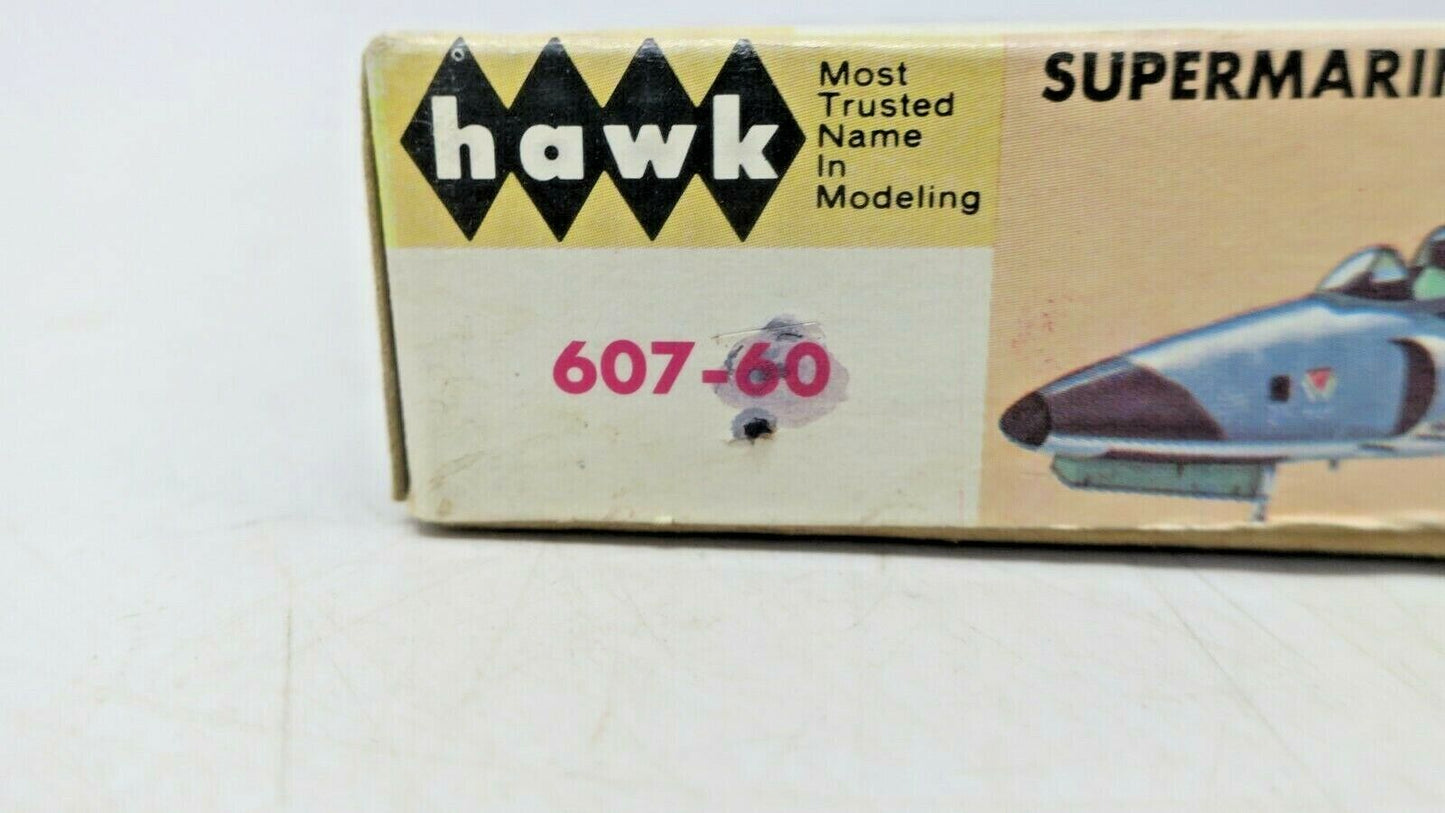 hawk
Most
Trusted
Name
In
Modeling
SUPERMARI
607-60